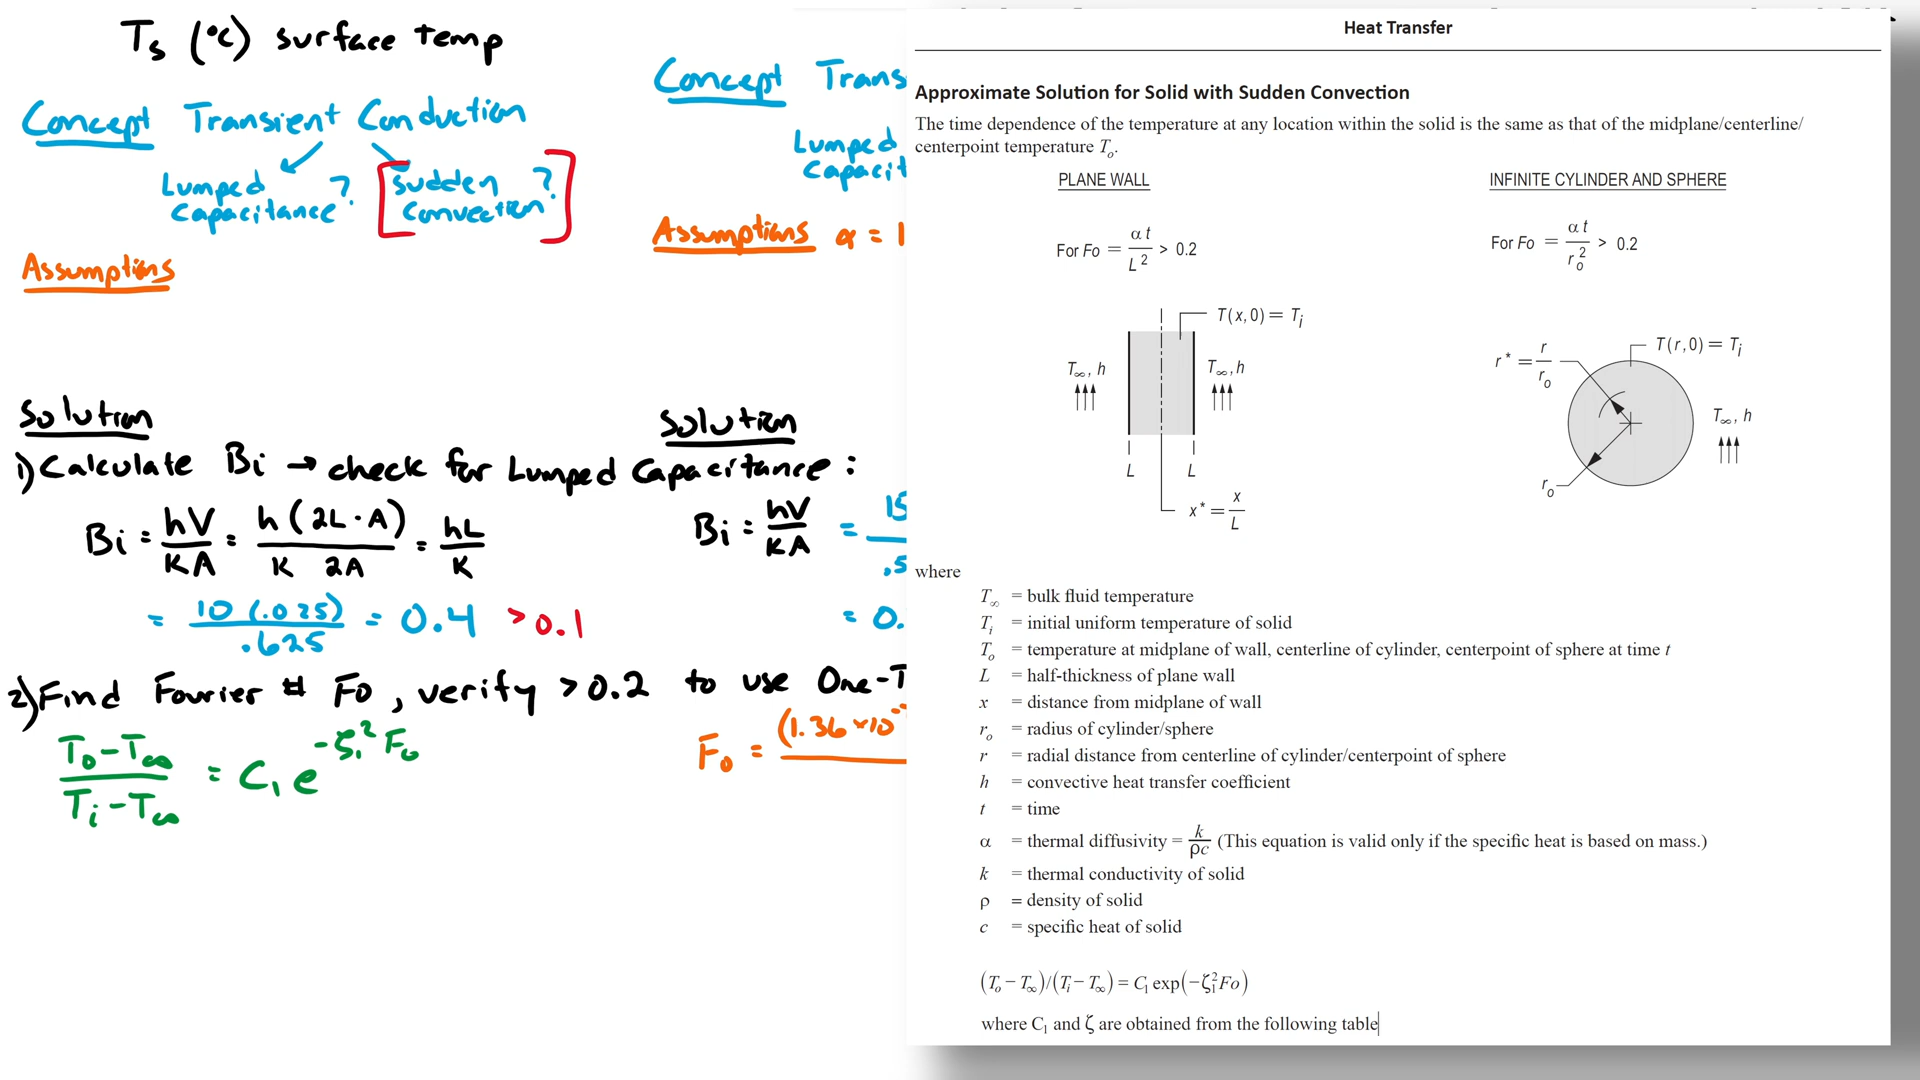 Ts (°C) surface temp
Concept Transient Conduction
Lumped Capacitance?
Sudden Convection?
Assumptions
Solution
1) Calculate Bi → check for Lumped Capacitance:
Bi = hV/KA = h(2L·A)/K 2A = hL/K
= 10(.025)/.625 = 0.4 >0.1
2) Find Fourier # Fo, verify >0.2 to use One-T
To-T∞/Ti-T∞ = C₁e^-ζ₁²Fo
Concept Trans
Lumped
Capaci
Assumptions α = 1
Solution
Bi = hV/KA = 15/.5
= 0.
Fo = (1.36×10^-
Heat Transfer
Approximate Solution for Solid with Sudden Convection
The time dependence of the temperature at any location within the solid is the same as that of the midplane/centerline/
centerpoint temperature To.
PLANE WALL
For Fo = αt/L² > 0.2
T(x,0) = Ti
T∞, h
T∞, h
L
L
x* = x/L
INFINITE CYLINDER AND SPHERE
For Fo = αt/ro² > 0.2
r* = r/ro
T(r,0) = Ti
T∞, h
ro
where
T∞ = bulk fluid temperature
Ti = initial uniform temperature of solid
To = temperature at midplane of wall, centerline of cylinder, centerpoint of sphere at time t
L = half-thickness of plane wall
x = distance from midplane of wall
ro = radius of cylinder/sphere
r = radial distance from centerline of cylinder/centerpoint of sphere
h = convective heat transfer coefficient
t = time
α = thermal diffusivity = k/ρc (This equation is valid only if the specific heat is based on mass.)
k = thermal conductivity of solid
ρ = density of solid
c = specific heat of solid
(To − T∞)/(Ti − T∞) = C₁ exp(−ζ₁²Fo)
where C₁ and ζ are obtained from the following table